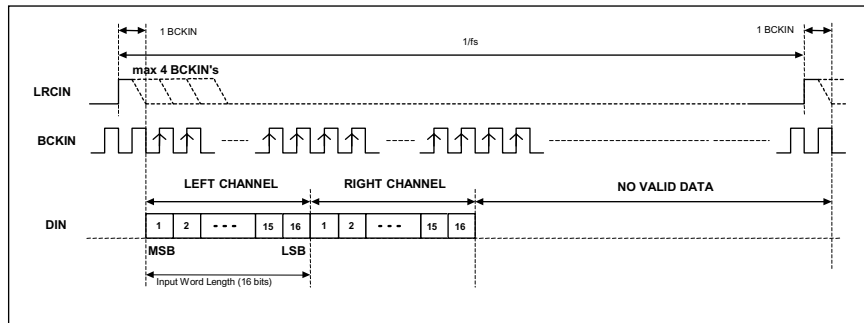 1 BCKIN
1 BCKIN
1/fs
max 4 BCKIN's
LRCIN
BCKIN
LEFT CHANNEL
RIGHT CHANNEL
NO VALID DATA
DIN
1 2 15 16 1 2 15 16
MSB
LSB
Input Word Length (16 bits)